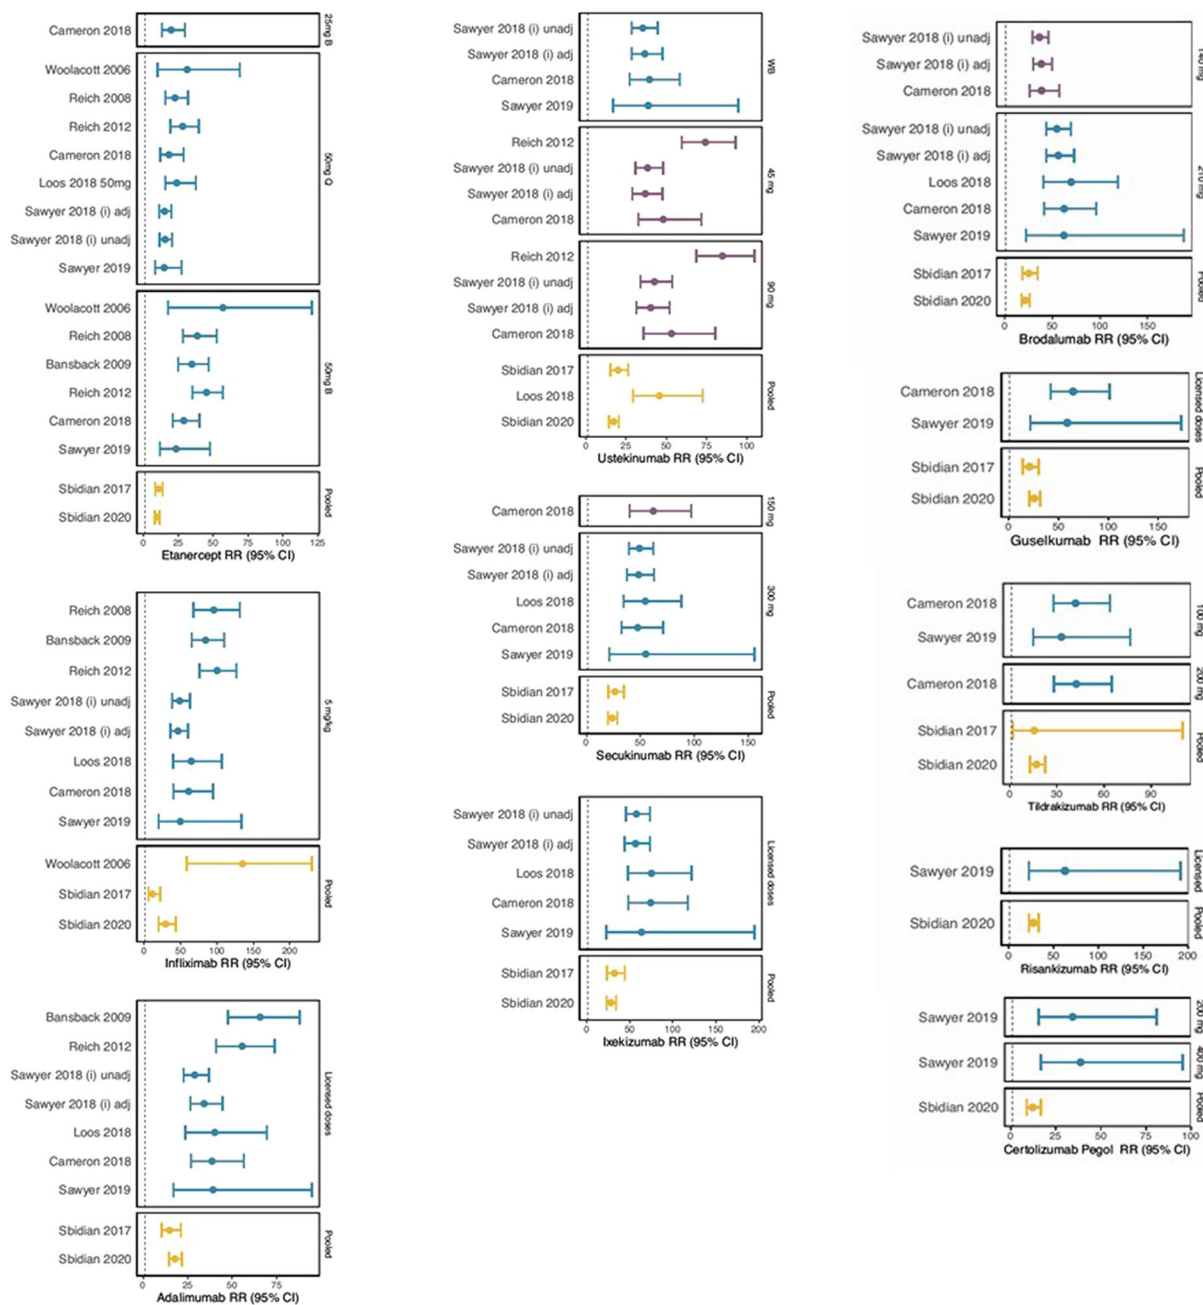 Cameron 2018
25mg B
Woolacott 2006
Reich 2008
Reich 2012
Cameron 2018
Loos 2018 50mg
Sawyer 2018 (i) adj
Sawyer 2018 (i) unadj
Sawyer 2019
50mg Q
Woolacott 2006
Reich 2008
Bansback 2009
Reich 2012
Cameron 2018
Sawyer 2019
50mg B
Sbidian 2017
Sbidian 2020
Pooled
0 25 50 75 100 125
Etanercept RR (95% CI)
Reich 2008
Bansback 2009
Reich 2012
Sawyer 2018 (i) unadj
Sawyer 2018 (i) adj
Loos 2018
Cameron 2018
Sawyer 2019
5 mg/kg
Woolacott 2006
Sbidian 2017
Sbidian 2020
Pooled
0 50 100 150 200
Infliximab RR (95% CI)
Bansback 2009
Reich 2012
Sawyer 2018 (i) unadj
Sawyer 2018 (i) adj
Loos 2018
Cameron 2018
Sawyer 2019
Licensed doses
Sbidian 2017
Sbidian 2020
Pooled
0 25 50 75
Adalimumab RR (95% CI)
Sawyer 2018 (i) unadj
Sawyer 2018 (i) adj
Cameron 2018
Sawyer 2019
WB
Reich 2012
Sawyer 2018 (i) unadj
Sawyer 2018 (i) adj
Cameron 2018
45 mg
Reich 2012
Sawyer 2018 (i) unadj
Sawyer 2018 (i) adj
Cameron 2018
90 mg
Sbidian 2017
Loos 2018
Sbidian 2020
Pooled
0 25 50 75 100
Ustekinumab RR (95% CI)
Cameron 2018
150 mg
Sawyer 2018 (i) unadj
Sawyer 2018 (i) adj
Loos 2018
Cameron 2018
Sawyer 2019
300 mg
Sbidian 2017
Sbidian 2020
Pooled
0 50 100 150
Secukinumab RR (95% CI)
Sawyer 2018 (i) unadj
Sawyer 2018 (i) adj
Loos 2018
Cameron 2018
Sawyer 2019
Licensed doses
Sbidian 2017
Sbidian 2020
Pooled
0 50 100 150 200
Ixekizumab RR (95% CI)
Sawyer 2018 (i) unadj
Sawyer 2018 (i) adj
Cameron 2018
140 mg
Sawyer 2018 (i) unadj
Sawyer 2018 (i) adj
Loos 2018
Cameron 2018
Sawyer 2019
210 mg
Sbidian 2017
Sbidian 2020
Pooled
0 50 100 150
Brodalumab RR (95% CI)
Cameron 2018
Sawyer 2019
Licensed doses
Sbidian 2017
Sbidian 2020
Pooled
0 50 100 150
Guselkumab RR (95% CI)
Cameron 2018
Sawyer 2019
100 mg
Cameron 2018
200 mg
Sbidian 2017
Sbidian 2020
Pooled
0 30 60 90
Tildrakizumab RR (95% CI)
Sawyer 2019
Licensed
Sbidian 2020
Pooled
0 50 100 150 200
Risankizumab RR (95% CI)
Sawyer 2019
200 mg
Sawyer 2019
400 mg
Sbidian 2020
Pooled
0 25 50 75 100
Certolizumab Pegol RR (95% CI)